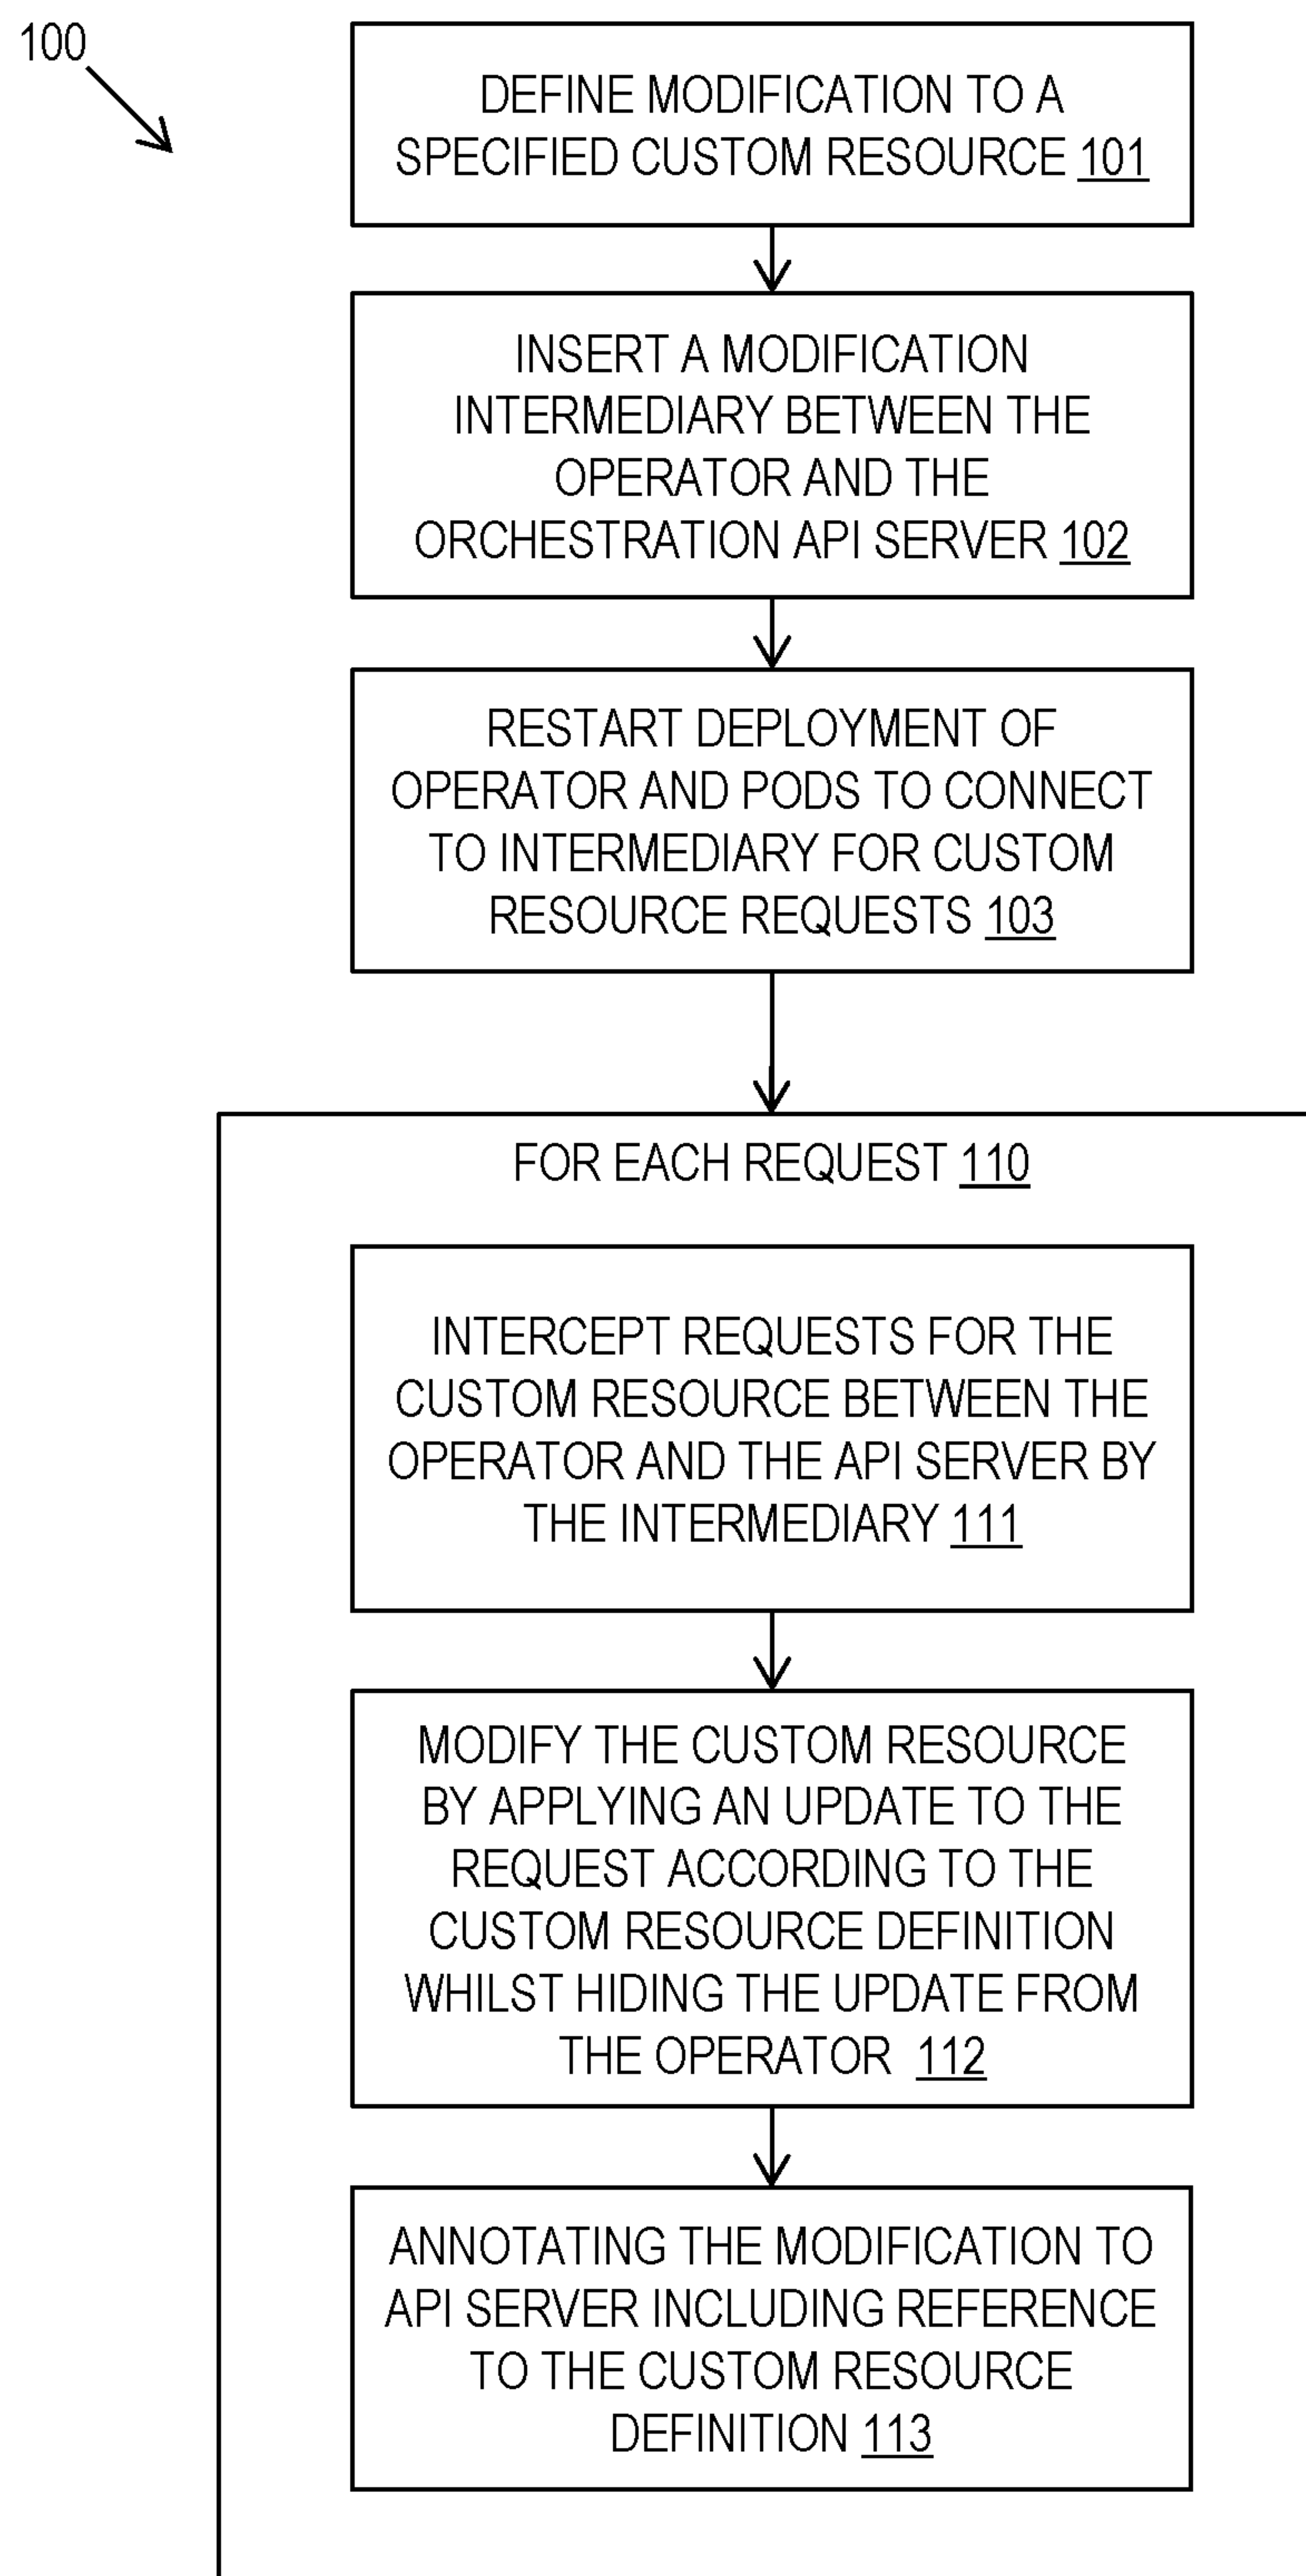 100
DEFINE MODIFICATION TO A
SPECIFIED CUSTOM RESOURCE 101
INSERT A MODIFICATION
INTERMEDIARY BETWEEN THE
OPERATOR AND THE
ORCHESTRATION API SERVER 102
RESTART DEPLOYMENT OF
OPERATOR AND PODS TO CONNECT
TO INTERMEDIARY FOR CUSTOM
RESOURCE REQUESTS 103
FOR EACH REQUEST 110
INTERCEPT REQUESTS FOR THE
CUSTOM RESOURCE BETWEEN THE
OPERATOR AND THE API SERVER BY
THE INTERMEDIARY 111
MODIFY THE CUSTOM RESOURCE
BY APPLYING AN UPDATE TO THE
REQUEST ACCORDING TO THE
CUSTOM RESOURCE DEFINITION
WHILST HIDING THE UPDATE FROM
THE OPERATOR 112
ANNOTATING THE MODIFICATION TO
API SERVER INCLUDING REFERENCE
TO THE CUSTOM RESOURCE
DEFINITION 113